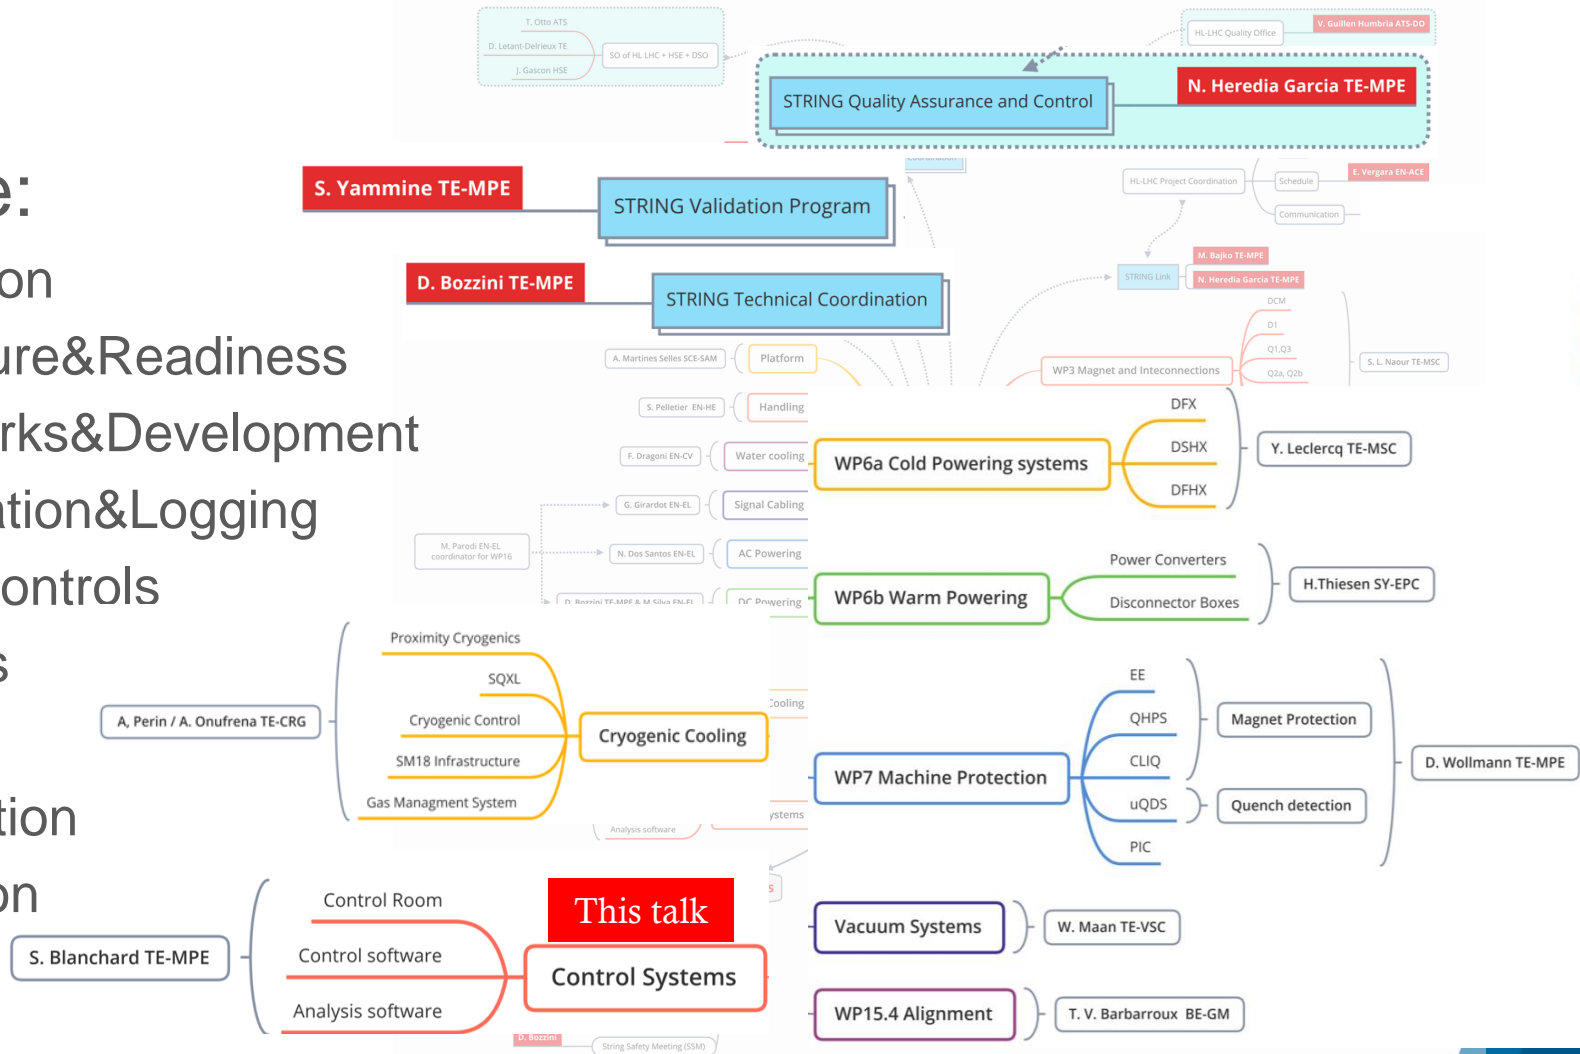 T. Otto ATS
D. Letant-Delrieux TE
J. Gascon HSE
SO of HL LHC + HSE + DSO
HL-LHC Quality Office
V. Guillen Humbria ATS-DO
STRING Quality Assurance and Control
N. Heredia Garcia TE-MPE
e:
on
ure&Readiness
rks&Development
ation&Logging
ontrols
s
tion
on
S. Yammine TE-MPE
STRING Validation Program
D. Bozzini TE-MPE
STRING Technical Coordination
HL-LHC Project Coordination
Schedule
Communication
E. Vergara EN-ACE
STRING Link
M. Bajko TE-MPE
N. Heredia Garcia TE-MPE
A. Martines Selles SCE-SAM
Platform
S. Pelletier EN-HE
Handling
F. Dragoni EN-CV
Water cooling
G. Girardot EN-EL
Signal Cabling
M. Parodi EN-EL
coordinator for WP16
N. Dos Santos EN-EL
AC Powering
D. Bozzini TE-MPE & M Silva EN-EL
DC Powering
WP3 Magnet and Inteconnections
DCM
D1
Q1,Q3
Q2a, Q2b
S. L. Naour TE-MSC
WP6a Cold Powering systems
DFX
DSHX
DFHX
Y. Leclercq TE-MSC
WP6b Warm Powering
Power Converters
Disconnector Boxes
H.Thiesen SY-EPC
A, Perin / A. Onufrena TE-CRG
Proximity Cryogenics
SQXL
Cryogenic Control
SM18 Infrastructure
Gas Managment System
Cryogenic Cooling
Cooling
WP7 Machine Protection
EE
QHPS
CLIQ
uQDS
PIC
Magnet Protection
Quench detection
D. Wollmann TE-MPE
Analysis software
ystems
S. Blanchard TE-MPE
Control Room
Control software
Analysis software
This talk
Control Systems
s
Vacuum Systems
W. Maan TE-VSC
WP15.4 Alignment
T. V. Barbarroux BE-GM
D. Bozzini
String Safety Meeting (SSM)